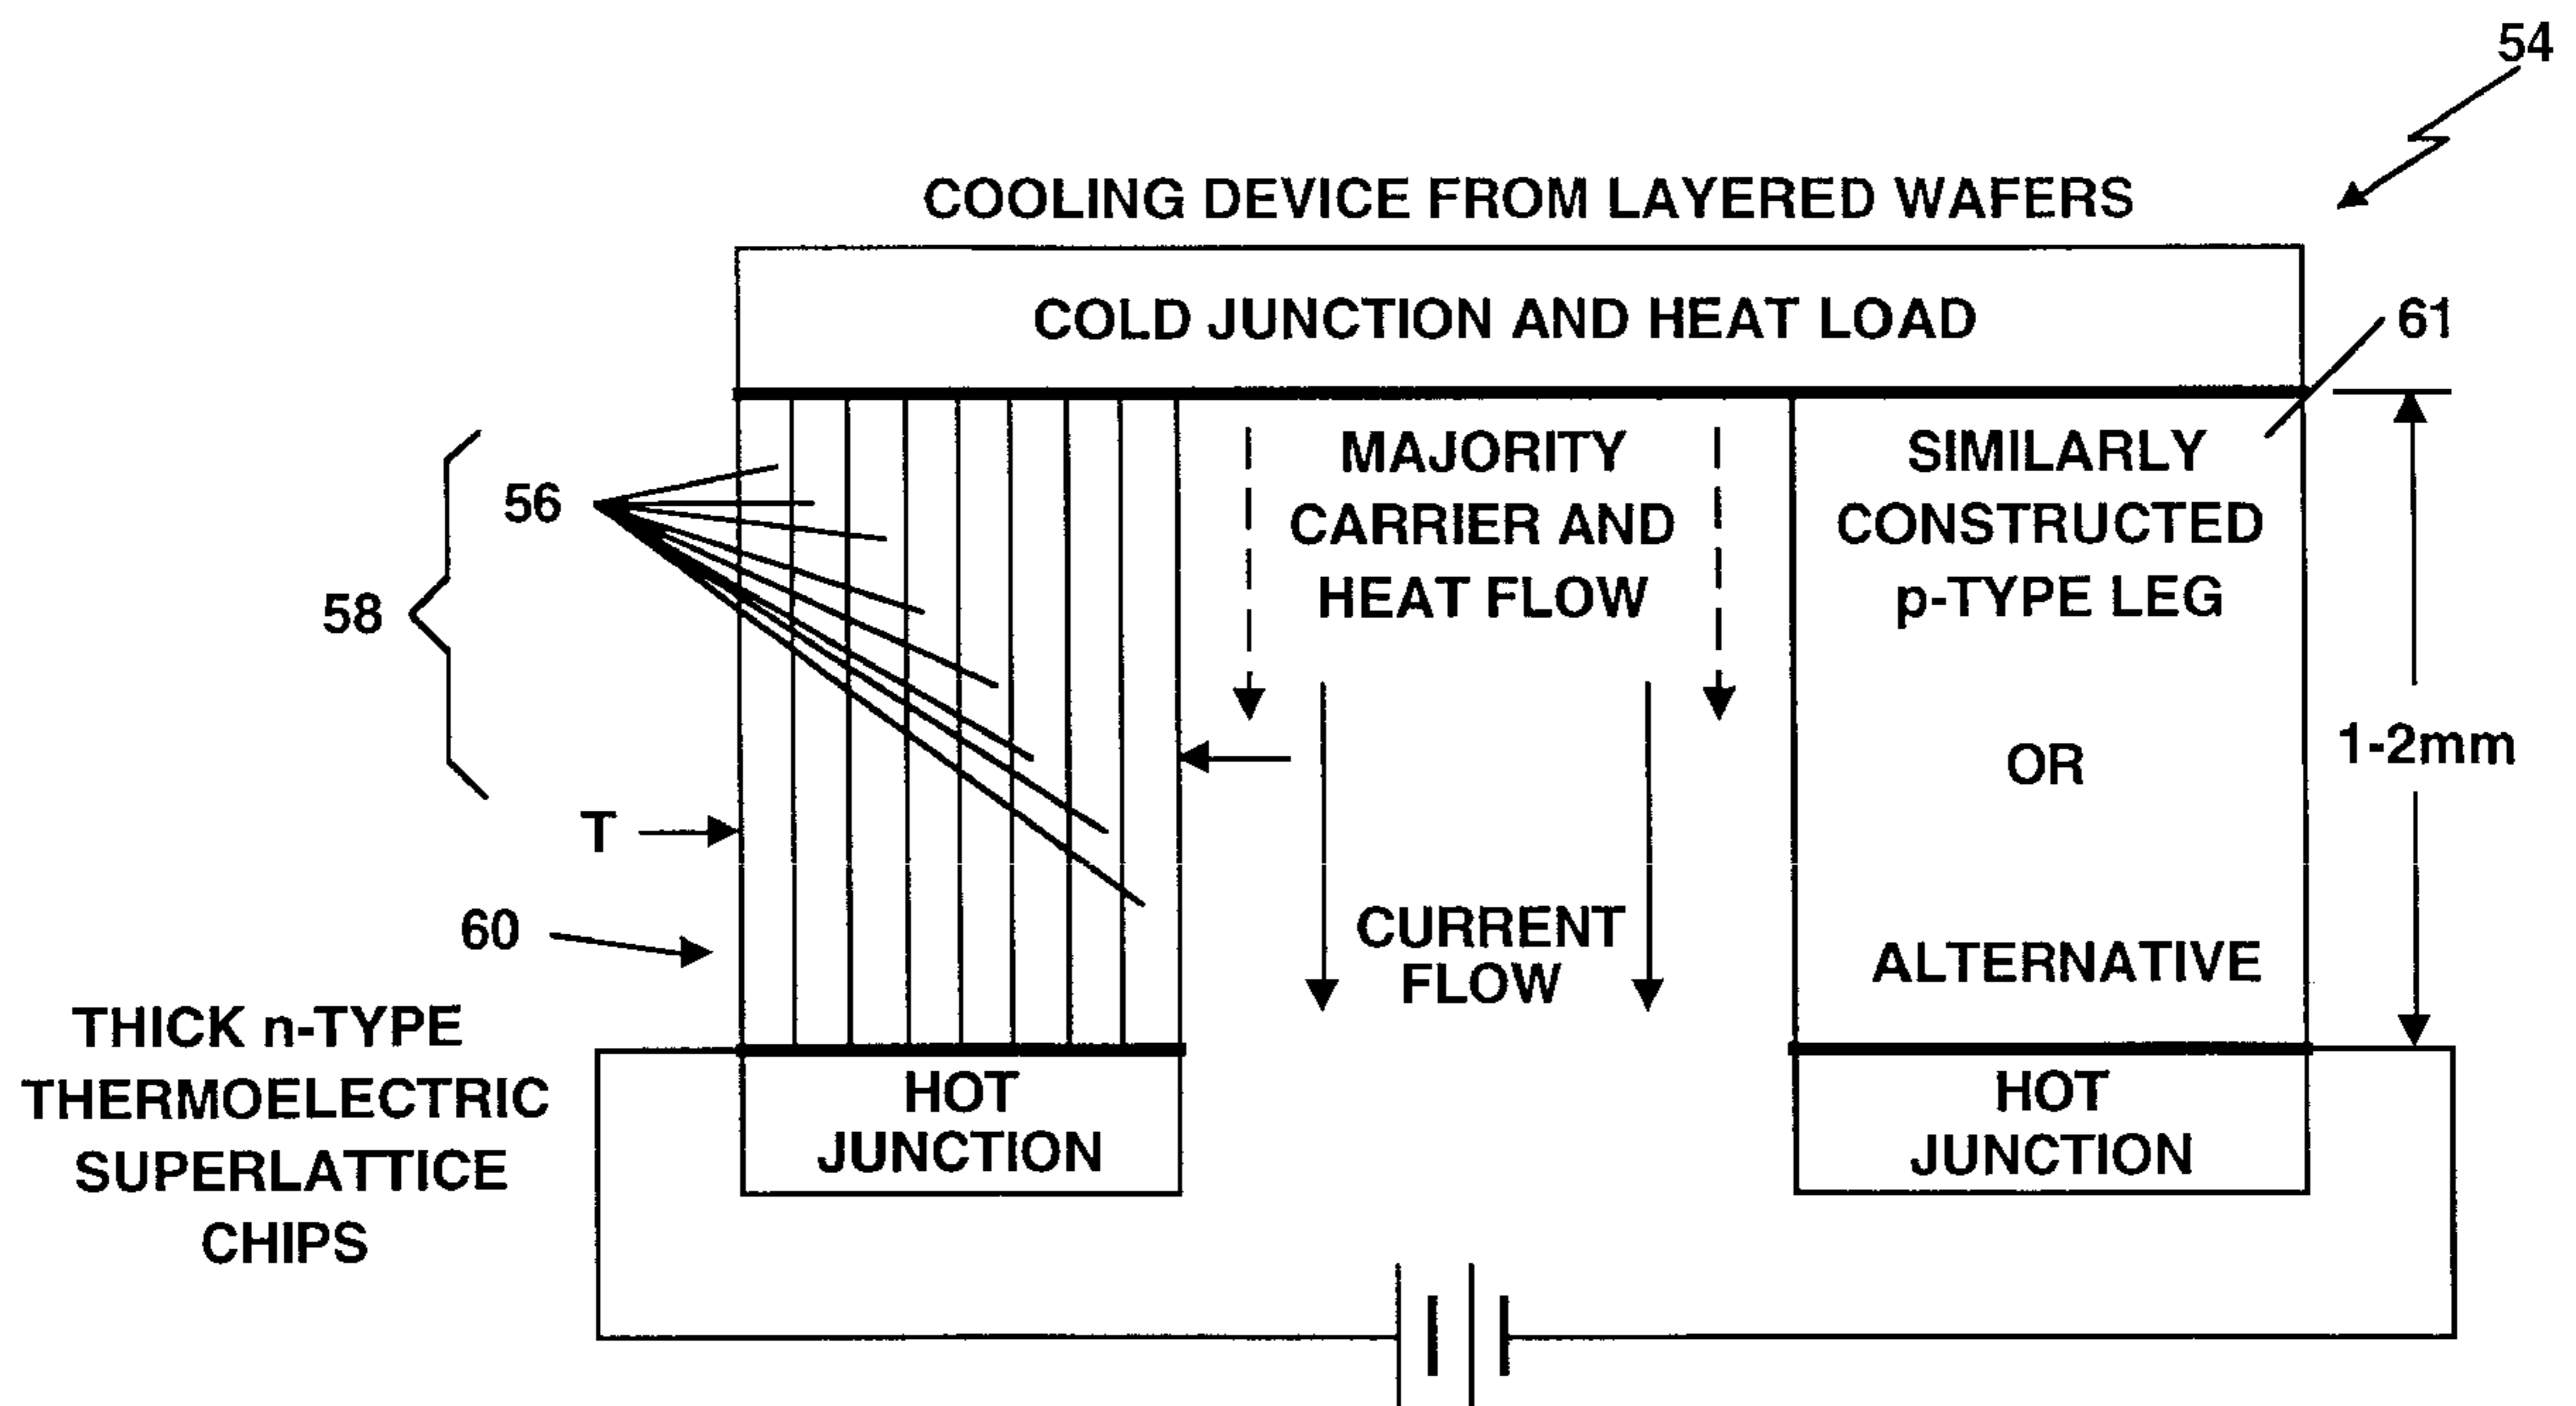 54
COOLING DEVICE FROM LAYERED WAFERS
COLD JUNCTION AND HEAT LOAD
61
56
58
T
60
THICK n-TYPE
THERMOELECTRIC
SUPERLATTICE
CHIPS
MAJORITY
CARRIER AND
HEAT FLOW
CURRENT
FLOW
SIMILARLY
CONSTRUCTED
p-TYPE LEG
OR
ALTERNATIVE
1-2mm
HOT
JUNCTION
HOT
JUNCTION